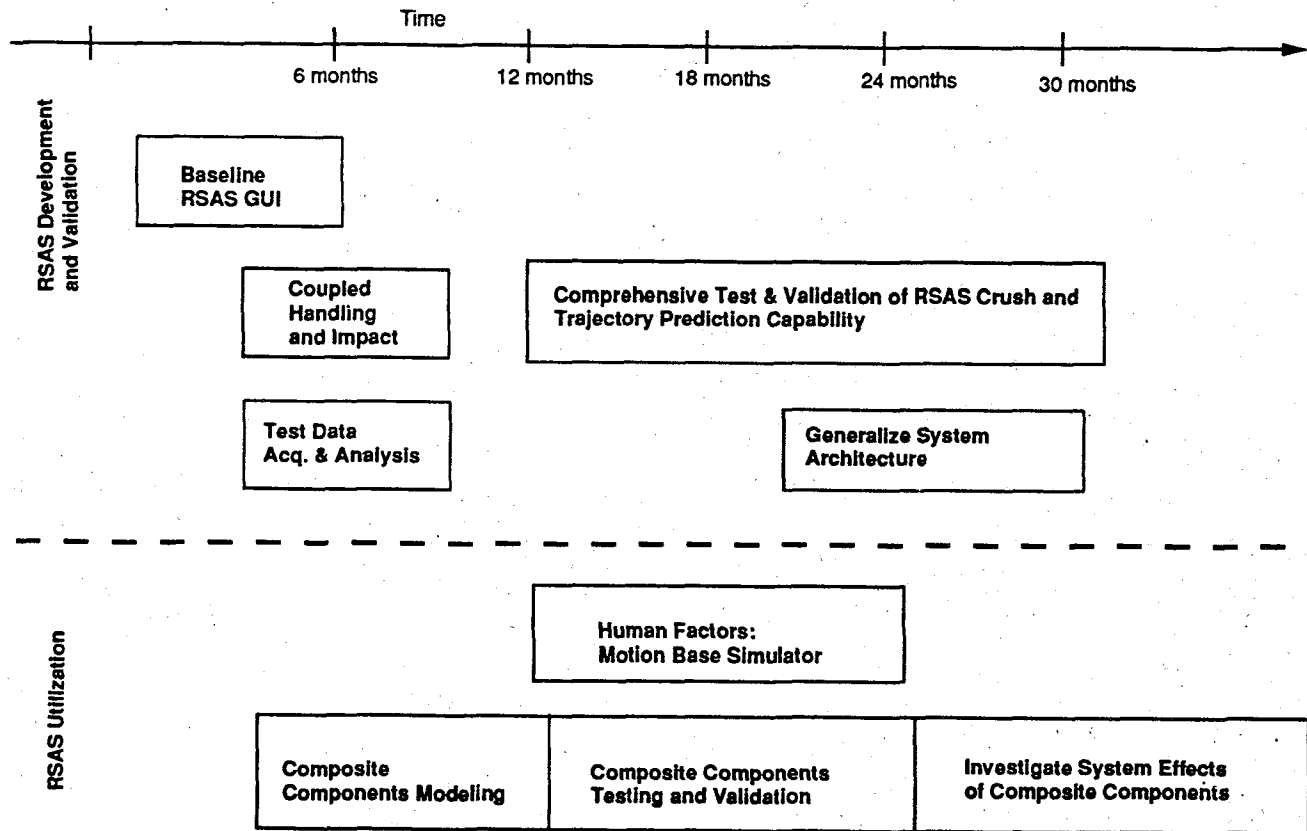 Time
6 months
12 months
18 months
24 months
30 months
RSAS Development
and Validation
Baseline
RSAS GUI
Coupled
Handling
and Impact
Comprehensive Test & Validation of RSAS Crush and
Trajectory Prediction Capability
Test Data
Acq. & Analysis
Generalize System
Architecture
RSAS Utilization
Human Factors:
Motion Base Simulator
Composite
Components Modeling
Composite Components
Testing and Validation
Investigate System Effects
of Composite Components